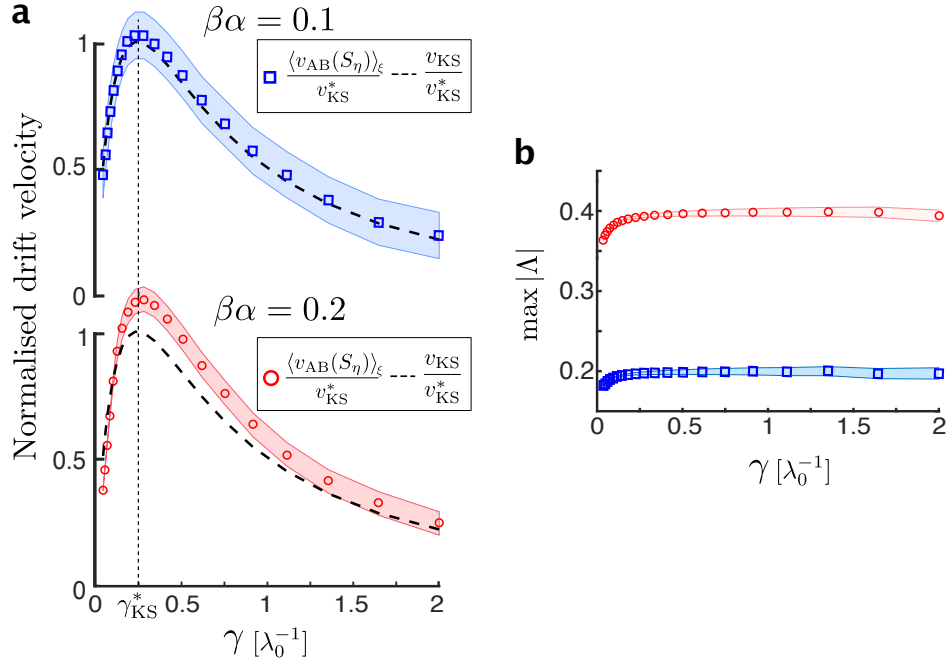 a
βα = 0.1
⟨v_AB(S_η)⟩_ξ / v*_KS --- v_KS / v*_KS
1
0.5
0
βα = 0.2
⟨v_AB(S_η)⟩_ξ / v*_KS --- v_KS / v*_KS
1
0.5
0
Normalised drift velocity
0 γ*_KS 0.5 1 1.5 2
γ [λ₀⁻¹]
b
0.4
0.3
0.2
max |Λ|
0 0.5 1 1.5 2
γ [λ₀⁻¹]